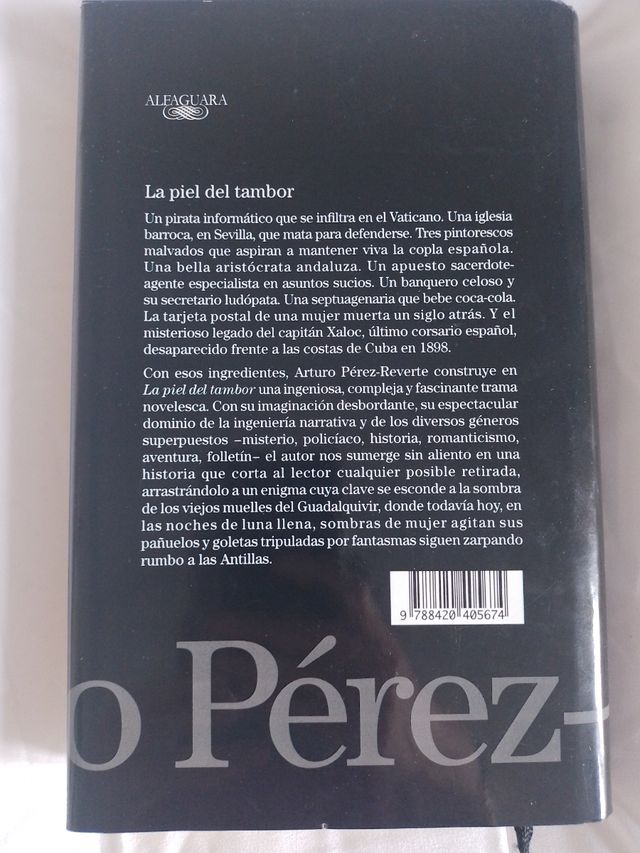 ALFAGUARA
La piel del tambor
Un pirata informático que se infiltra en el Vaticano. Una iglesia
barroca, en Sevilla, que mata para defenderse. Tres pintorescos
malvados que aspiran a mantener viva la copla española.
Una bella aristócrata andaluza. Un apuesto sacerdote-
agente especialista en asuntos sucios. Un banquero celoso y
su secretario ludópata. Una septuagenaria que bebe coca-cola.
La tarjeta postal de una mujer muerta un siglo atrás. Y el
misterioso legado del capitán Xaloc, último corsario español,
desaparecido frente a las costas de Cuba en 1898.
Con esos ingredientes, Arturo Pérez-Reverte construye en
La piel del tambor una ingeniosa, compleja y fascinante trama
novelesca. Con su imaginación desbordante, su espectacular
dominio de la ingeniería narrativa y de los diversos géneros
superpuestos –misterio, policíaco, historia, romanticismo,
aventura, folletín– el autor nos sumerge sin aliento en una
historia que corta al lector cualquier posible retirada,
arrastrándolo a un enigma cuya clave se esconde a la sombra
de los viejos muelles del Guadalquivir, donde todavía hoy, en
las noches de luna llena, sombras de mujer agitan sus
pañuelos y goletas tripuladas por fantasmas siguen zarpando
rumbo a las Antillas.
9 788420 405674
o Pérez-